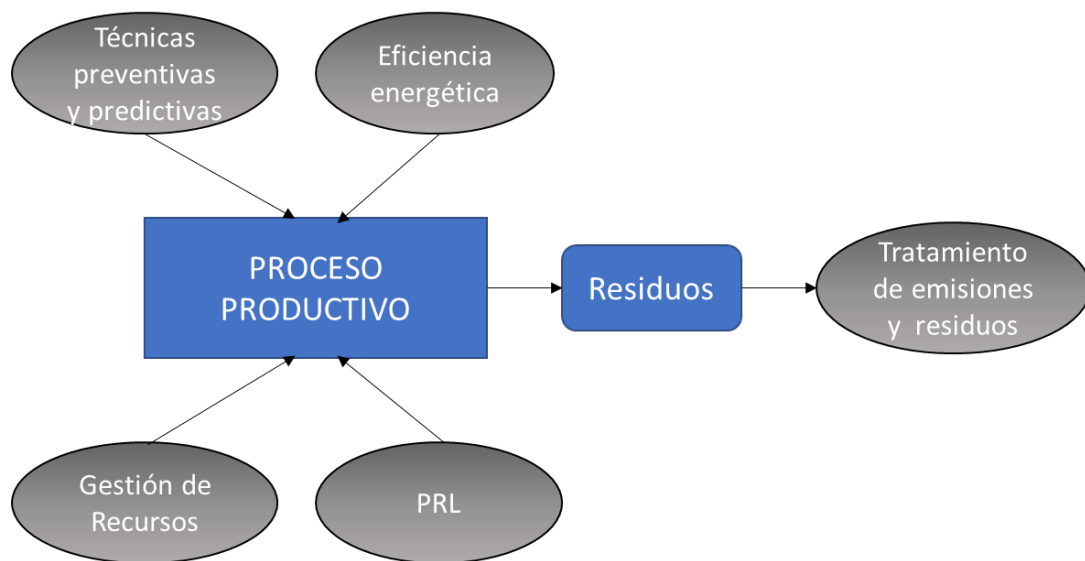 Técnicas
preventivas
y predictivas
Eficiencia
energética
PROCESO
PRODUCTIVO
Residuos
Tratamiento
de emisiones
y residuos
Gestión de
Recursos
PRL